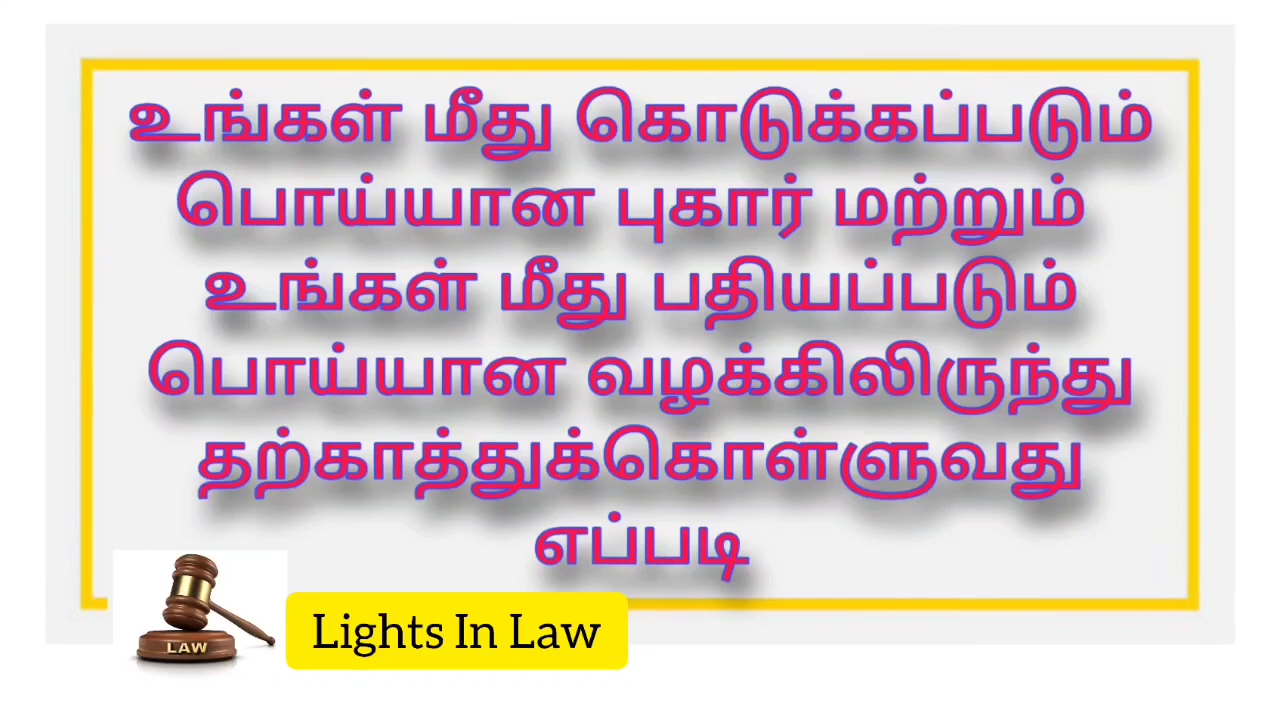 உங்கள் மீது கொடுக்கப்படும்
பொய்யான புகார் மற்றும்
உங்கள் மீது பதியப்படும்
பொய்யான வழக்கிலிருந்து
தற்காத்துக்கொள்ளுவது
எப்படி
LAW
Lights In Law